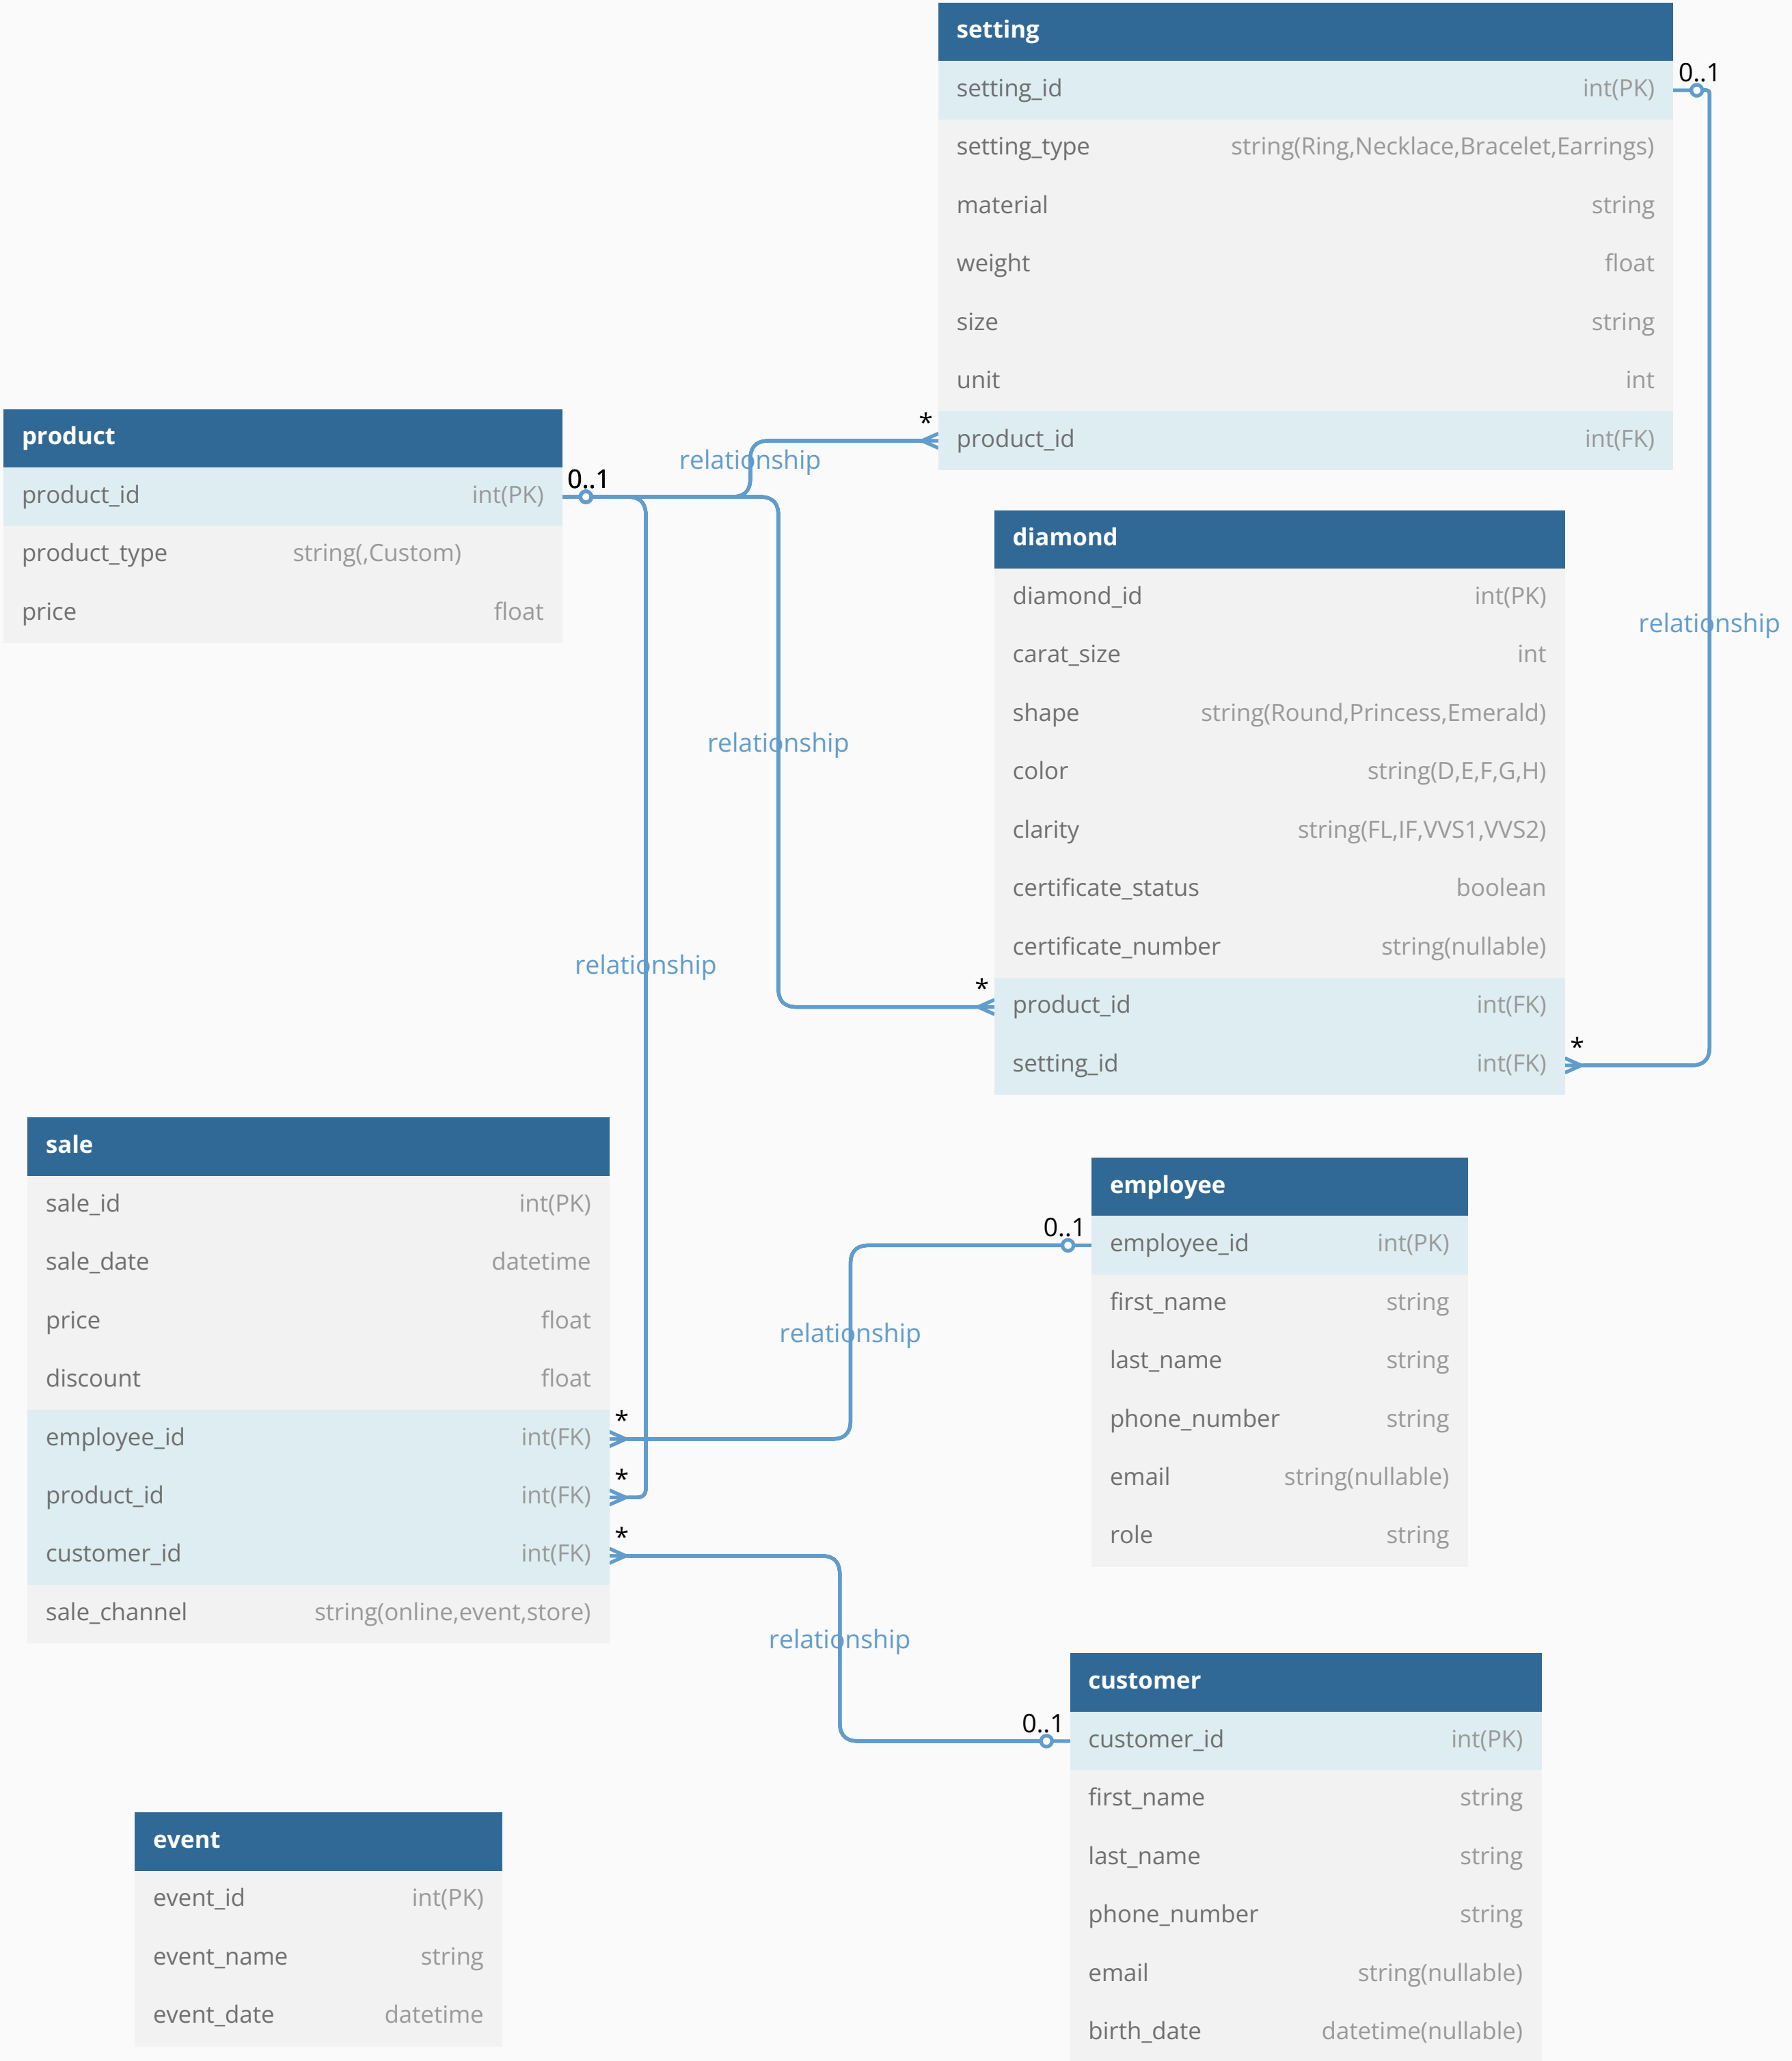 setting
setting_id int(PK)
0..1
setting_type string(Ring,Necklace,Bracelet,Earrings)
material string
weight float
size string
unit int
*
product_id int(FK)
relationship
product
product_id int(PK)
0..1
product_type string(,Custom)
price float
diamond
diamond_id int(PK)
carat_size int
shape string(Round,Princess,Emerald)
color string(D,E,F,G,H)
clarity string(FL,IF,VVS1,VVS2)
certificate_status boolean
certificate_number string(nullable)
*
product_id int(FK)
setting_id int(FK)
*
relationship
relationship
relationship
sale
sale_id int(PK)
sale_date datetime
price float
discount float
employee_id int(FK)
*
product_id int(FK)
*
customer_id int(FK)
*
sale_channel string(online,event,store)
employee
0..1
employee_id int(PK)
first_name string
last_name string
phone_number string
email string(nullable)
role string
relationship
relationship
customer
0..1
customer_id int(PK)
first_name string
last_name string
phone_number string
email string(nullable)
birth_date datetime(nullable)
event
event_id int(PK)
event_name string
event_date datetime